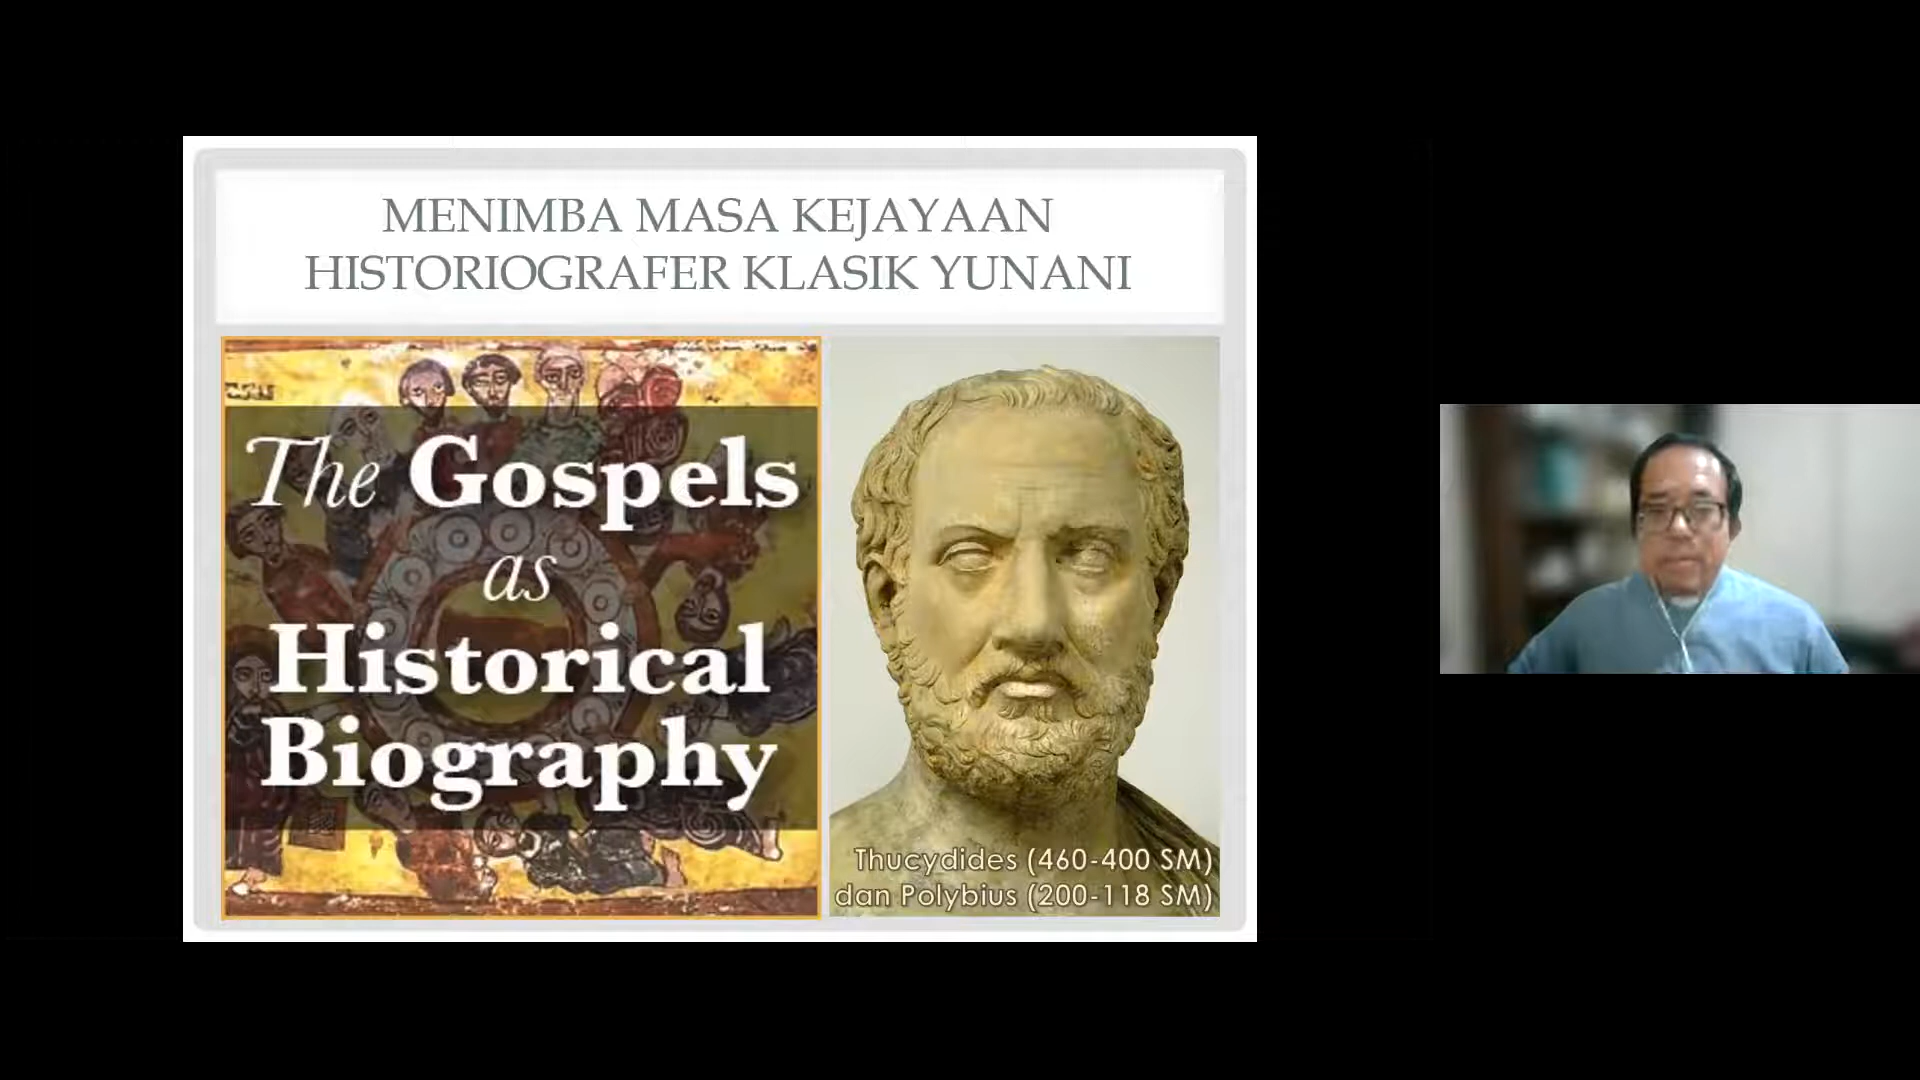 MENIMBA MASA KEJAYAAN
HISTORIOGRAFER KLASIK YUNANI
The Gospels
as
Historical
Biography
Thucydides (460-400 SM)
dan Polybius (200-118 SM)